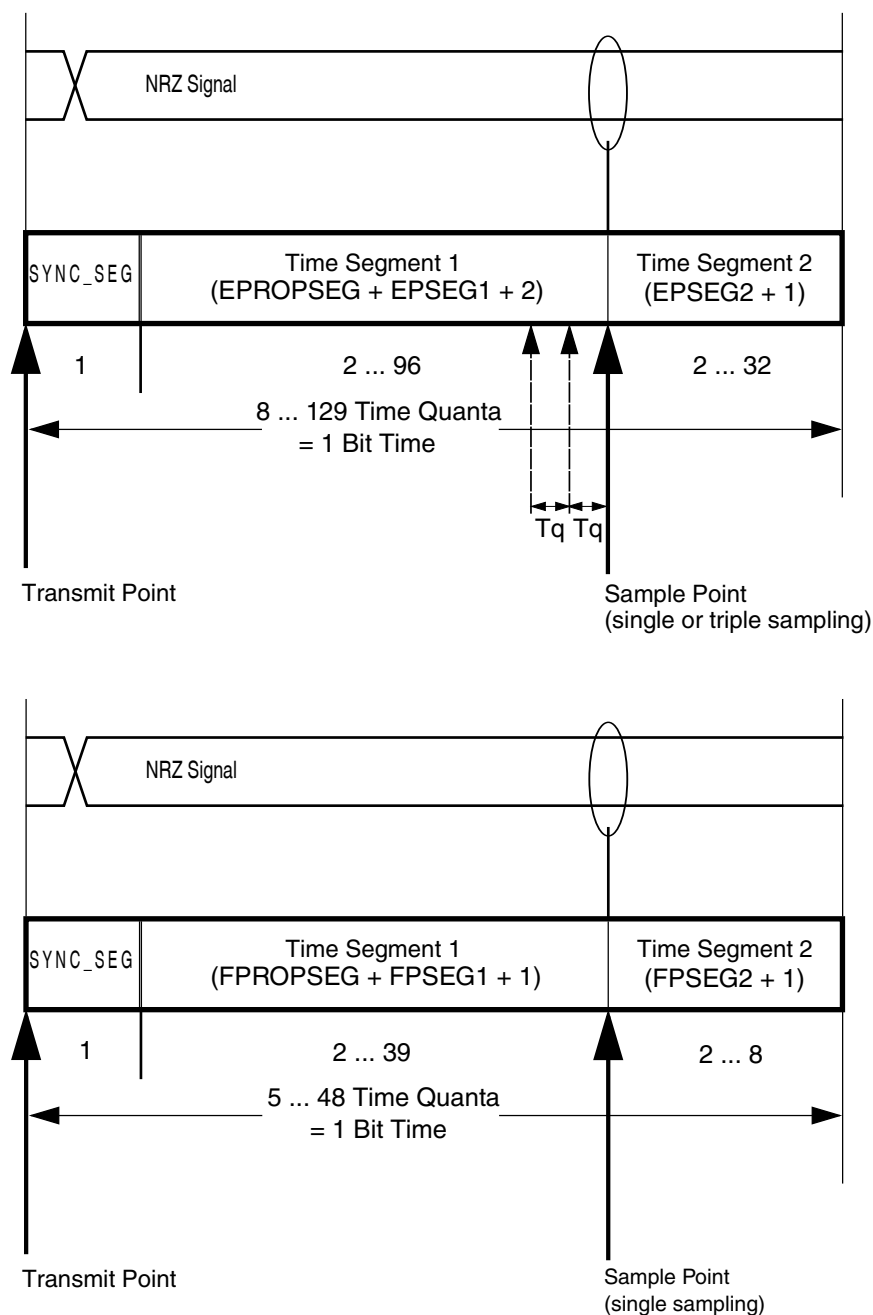 NRZ Signal
SYNC_SEG
Time Segment 1
(EPROPSEG + EPSEG1 + 2)
Time Segment 2
(EPSEG2 + 1)
1
2 ... 96
2 ... 32
8 ... 129 Time Quanta
= 1 Bit Time
Tq Tq
Transmit Point
Sample Point
(single or triple sampling)
NRZ Signal
SYNC_SEG
Time Segment 1
(FPROPSEG + FPSEG1 + 1)
Time Segment 2
(FPSEG2 + 1)
1
2 ... 39
2 ... 8
5 ... 48 Time Quanta
= 1 Bit Time
Transmit Point
Sample Point
(single sampling)